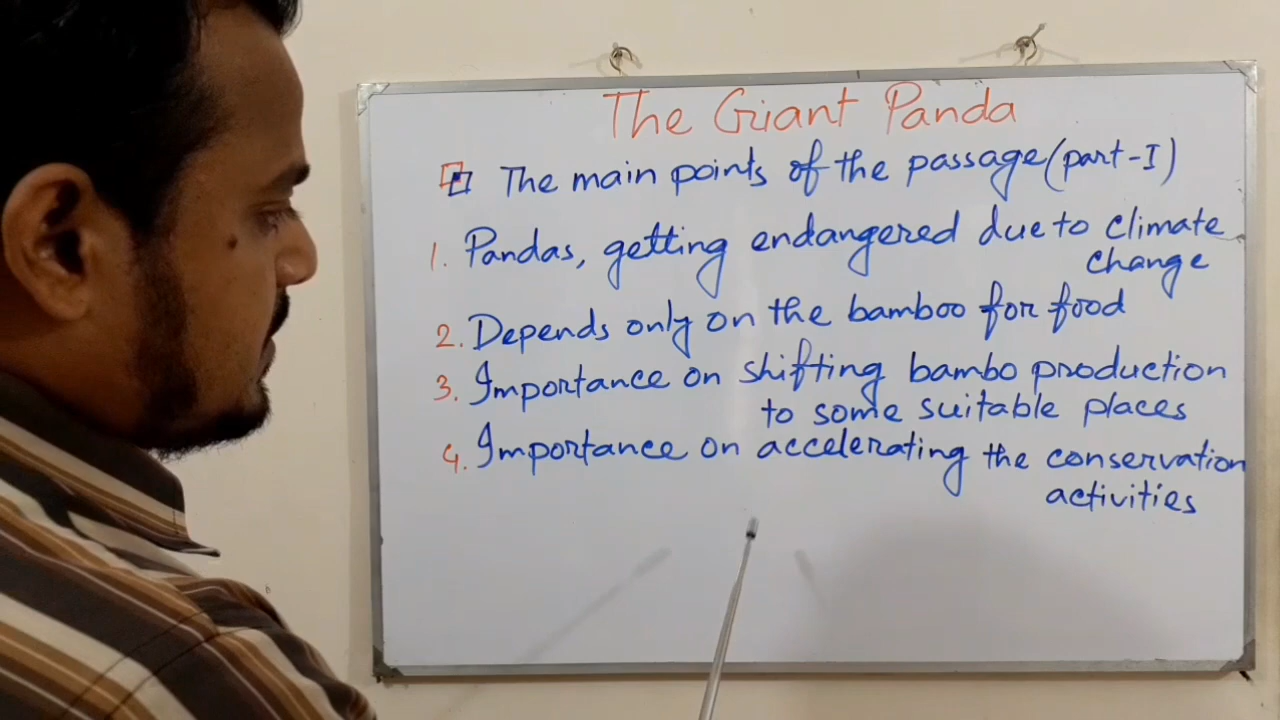 The Giant Panda
The main points of the passage (part-I)
1. Pandas, getting endangered due to climate
change
2. Depends only on the bamboo for food
3. Importance on shifting bambo production
to some suitable places
4. Importance on accelerating the conservation
activities